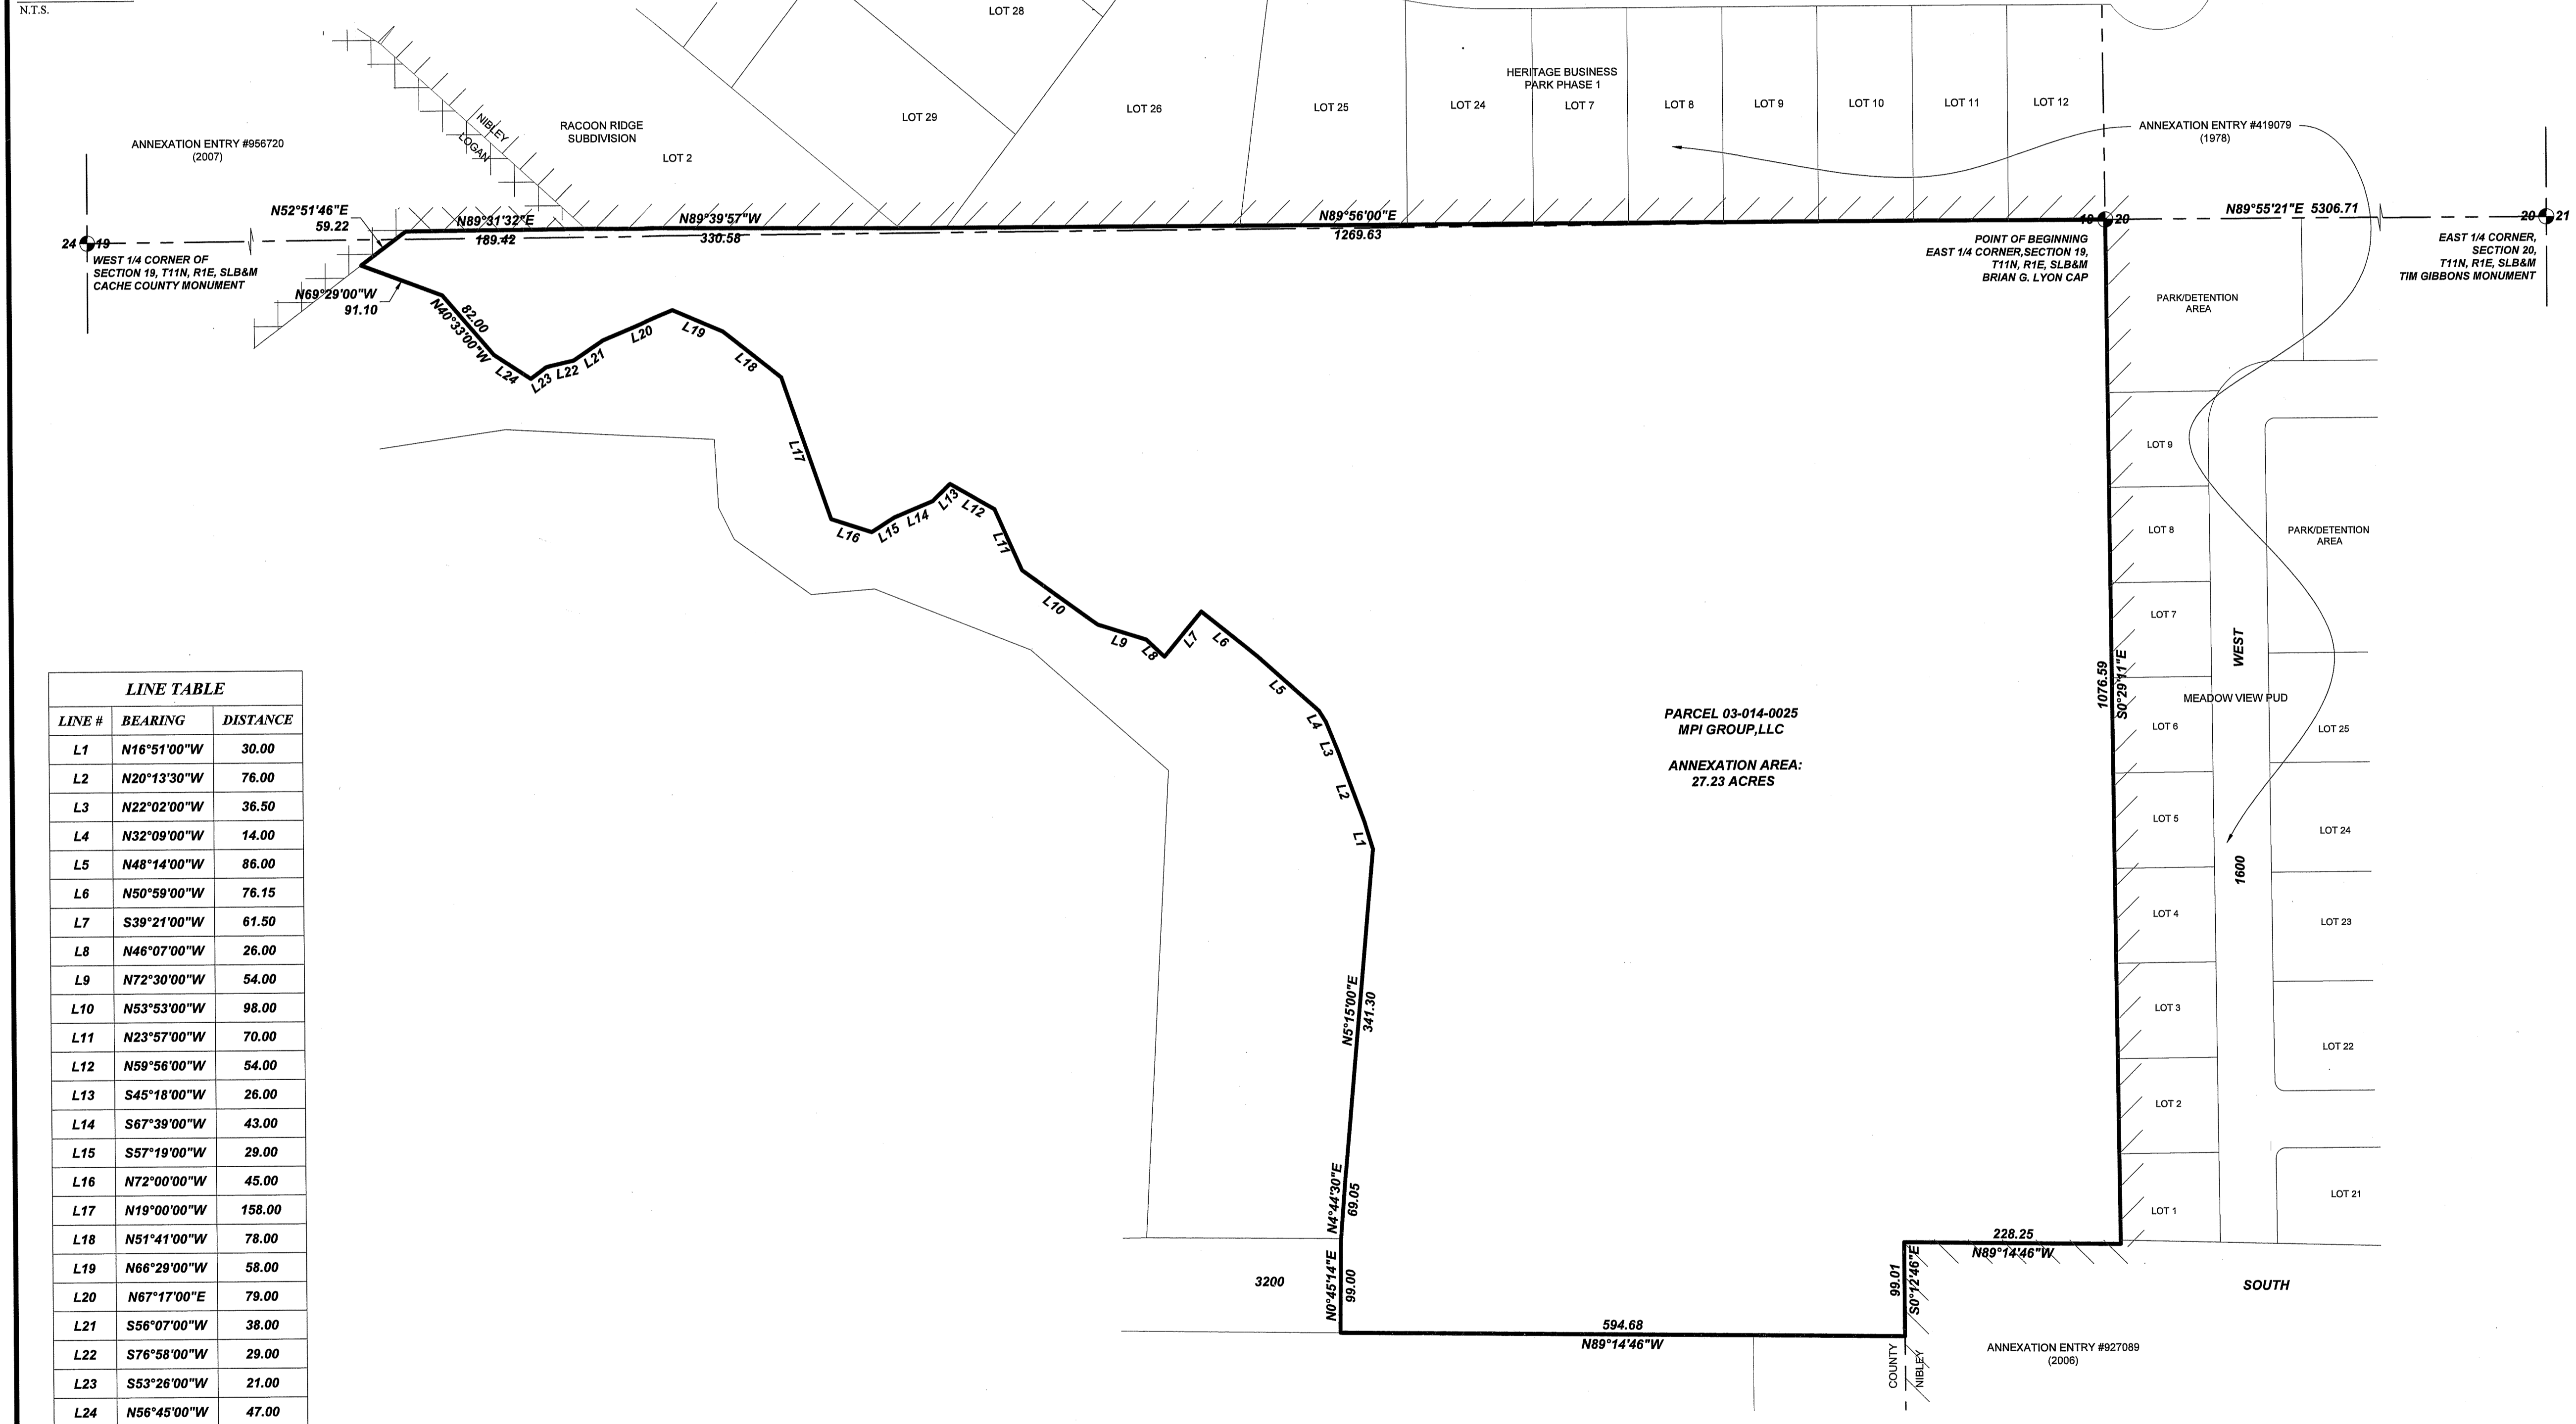 N.T.S.
LOT 28
HERITAGE BUSINESS
PARK PHASE 1
LOT 29
LOT 26
LOT 25
LOT 24
LOT 7
LOT 8
LOT 9
LOT 10
LOT 11
LOT 12
ANNEXATION ENTRY #419079
(1978)
ANNEXATION ENTRY #956720
(2007)
NIBLEY
LOGAN
RACOON RIDGE
SUBDIVISION
LOT 2
N52°51'46"E
59.22
N89°31'32"E
189.42
N89°39'57"W
330.58
N89°56'00"E
1269.63
19 20
N89°55'21"E 5306.71
20 21
24 19
WEST 1/4 CORNER OF
SECTION 19, T11N, R1E, SLB&M
CACHE COUNTY MONUMENT
POINT OF BEGINNING
EAST 1/4 CORNER,SECTION 19,
T11N, R1E, SLB&M
BRIAN G. LYON CAP
EAST 1/4 CORNER,
SECTION 20,
T11N, R1E, SLB&M
TIM GIBBONS MONUMENT
N69°29'00"W
91.10
82.00
N40°33'00"W
L24
L23
L22
L21
L20
L19
L18
L17
L16
L15
L14
L13
L12
L11
L10
L9
L8
L7
L6
L5
L4
L3
L2
L1
PARK/DETENTION
AREA
LOT 9
LOT 8
LOT 7
LOT 6
LOT 5
LOT 4
LOT 3
LOT 2
LOT 1
PARK/DETENTION
AREA
WEST
MEADOW VIEW PUD
1600
LOT 25
LOT 24
LOT 23
LOT 22
LOT 21
1076.59
S0°29'11"E
PARCEL 03-014-0025
MPI GROUP,LLC
ANNEXATION AREA:
27.23 ACRES
N5°15'00"E
341.30
N4°44'30"E
69.05
N0°45'14"E
99.00
3200
594.68
N89°14'46"W
99.01
S0°12'46"E
228.25
N89°14'46"W
SOUTH
COUNTY
NIBLEY
ANNEXATION ENTRY #927089
(2006)
LINE TABLE
LINE # BEARING DISTANCE
L1 N16°51'00"W 30.00
L2 N20°13'30"W 76.00
L3 N22°02'00"W 36.50
L4 N32°09'00"W 14.00
L5 N48°14'00"W 86.00
L6 N50°59'00"W 76.15
L7 S39°21'00"W 61.50
L8 N46°07'00"W 26.00
L9 N72°30'00"W 54.00
L10 N53°53'00"W 98.00
L11 N23°57'00"W 70.00
L12 N59°56'00"W 54.00
L13 S45°18'00"W 26.00
L14 S67°39'00"W 43.00
L15 S57°19'00"W 29.00
L16 N72°00'00"W 45.00
L17 N19°00'00"W 158.00
L18 N51°41'00"W 78.00
L19 N66°29'00"W 58.00
L20 N67°17'00"E 79.00
L21 S56°07'00"W 38.00
L22 S76°58'00"W 29.00
L23 S53°26'00"W 21.00
L24 N56°45'00"W 47.00